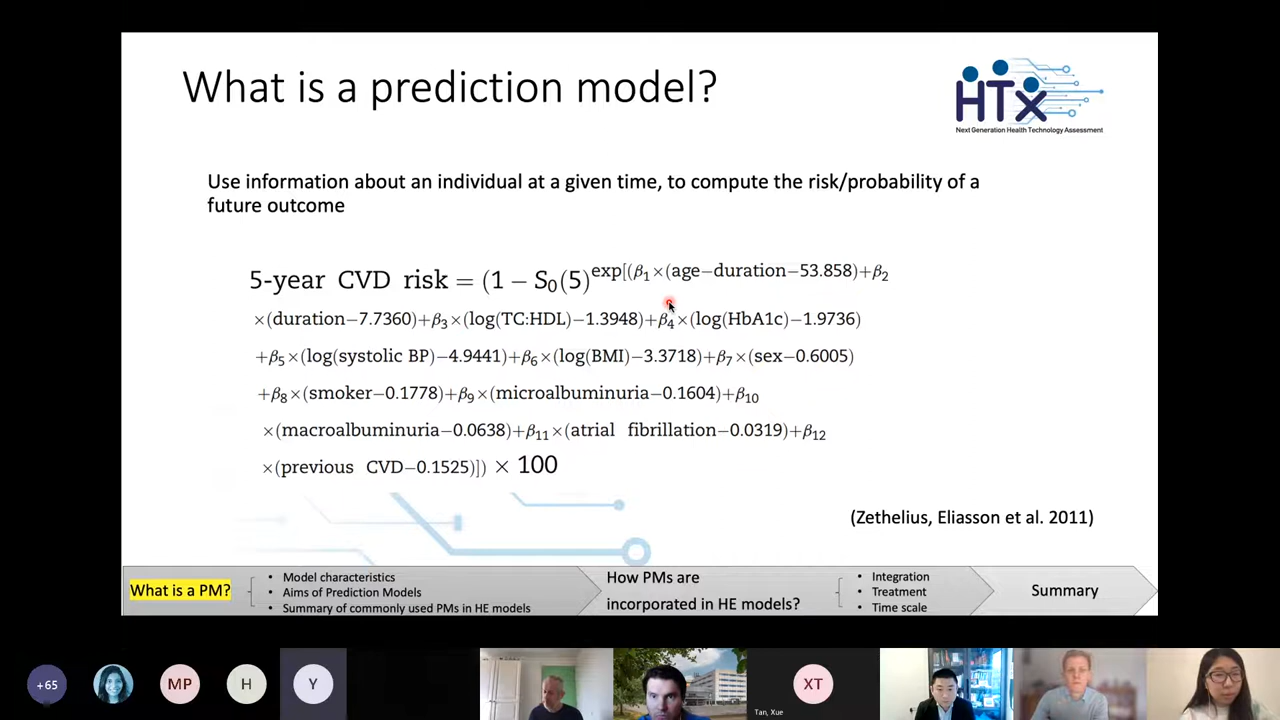 What is a prediction model?
HTx
Next Generation Health Technology Assessment
Use information about an individual at a given time, to compute the risk/probability of a
future outcome
5-year CVD risk = (1 − S₀(5)^exp[(β₁×(age−duration−53.858)+β₂
×(duration−7.7360)+β₃×(log(TC:HDL)−1.3948)+β₄×(log(HbA1c)−1.9736)
+β₅×(log(systolic BP)−4.9441)+β₆×(log(BMI)−3.3718)+β₇×(sex−0.6005)
+β₈×(smoker−0.1778)+β₉×(microalbuminuria−0.1604)+β₁₀
×(macroalbuminuria−0.0638)+β₁₁×(atrial fibrillation−0.0319)+β₁₂
×(previous CVD−0.1525)]) × 100
(Zethelius, Eliasson et al. 2011)
What is a PM?
• Model characteristics
• Aims of Prediction Models
• Summary of commonly used PMs in HE models
How PMs are
incorporated in HE models?
• Integration
• Treatment
• Time scale
Summary
+65
MP
H
Y
XT
Tan, Xue